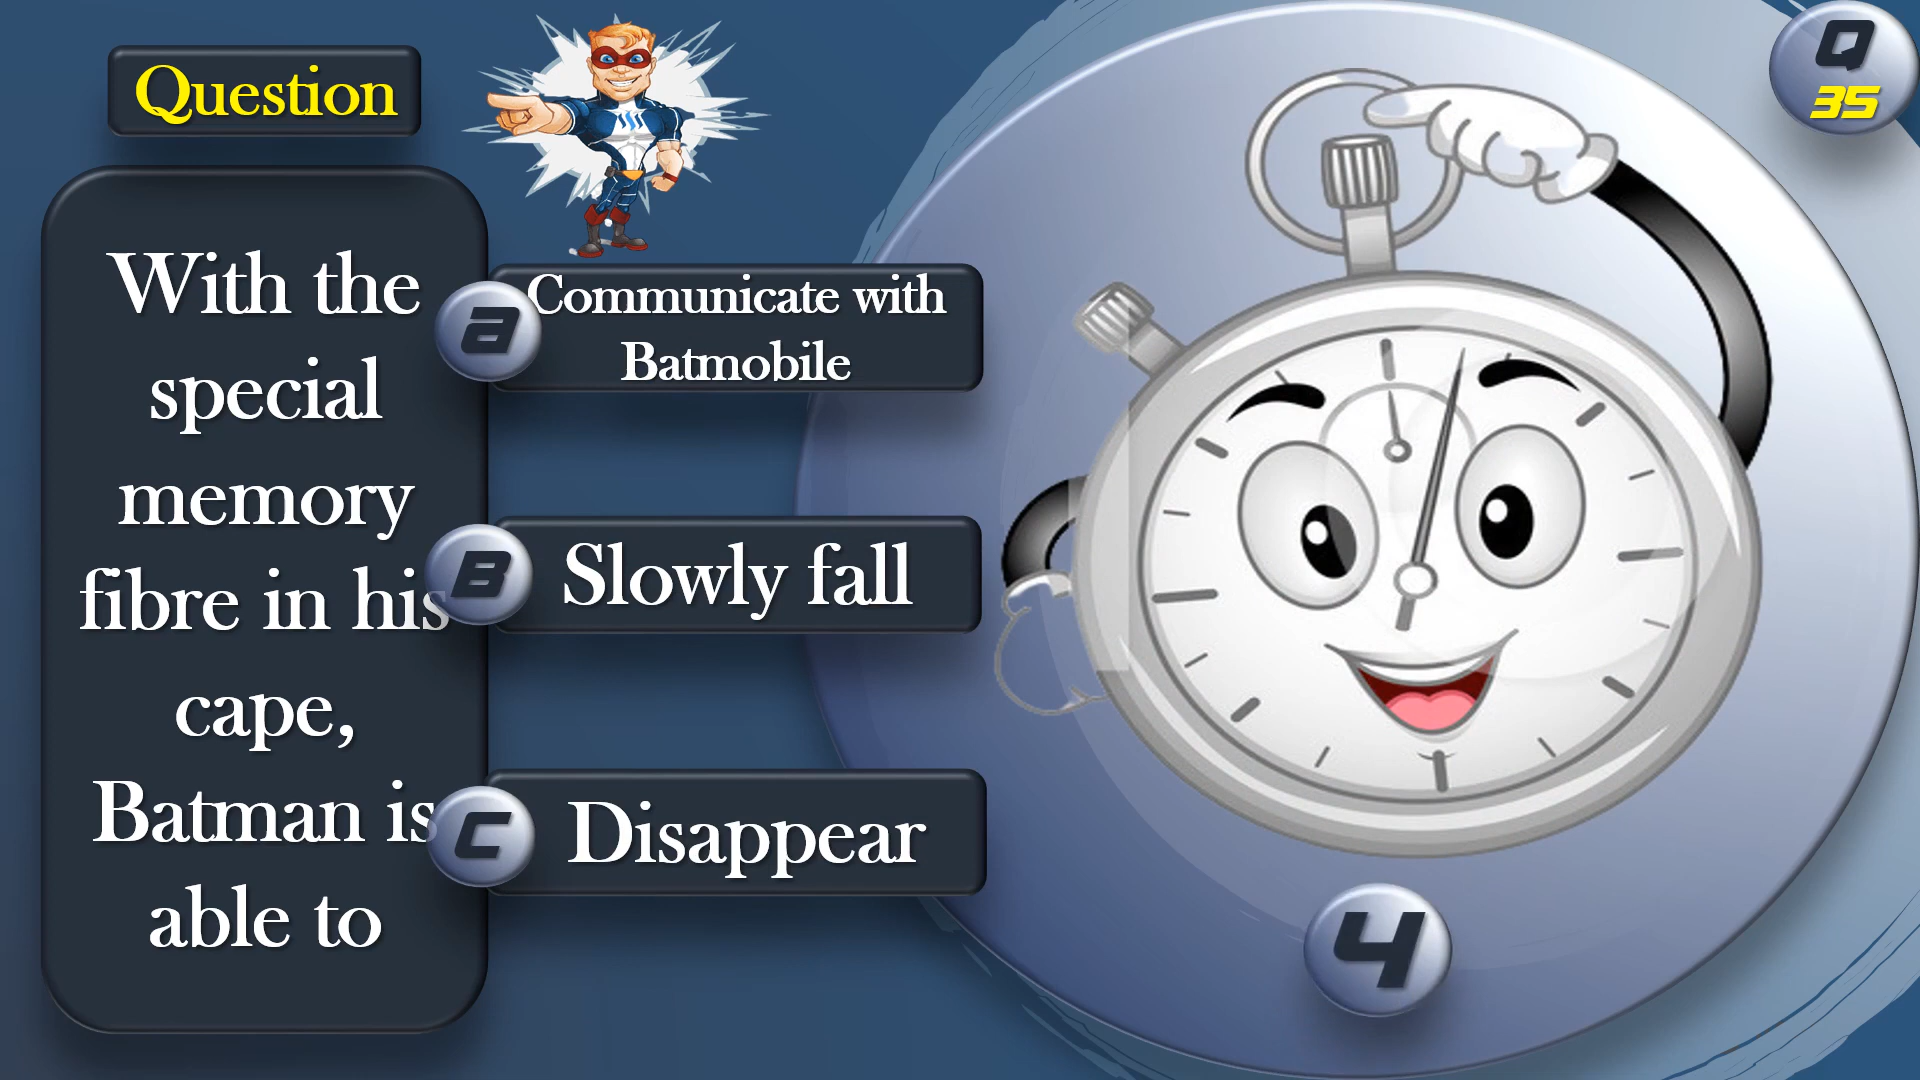 Question
Q
35
With the
special
memory
fibre in his
cape,
Batman is
able to
a
Communicate with
Batmobile
B
Slowly fall
C
Disappear
4